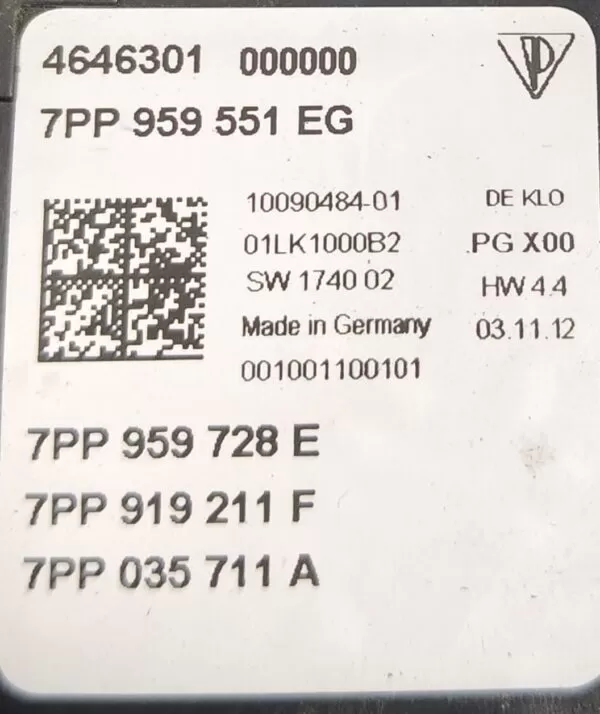 4646301 000000
7PP 959 551 EG
10090484-01 DE KLO
01LK1000B2 PG X00
SW 1740 02 HW 4.4
Made in Germany 03.11.12
001001100101
7PP 959 728 E
7PP 919 211 F
7PP 035 711 A